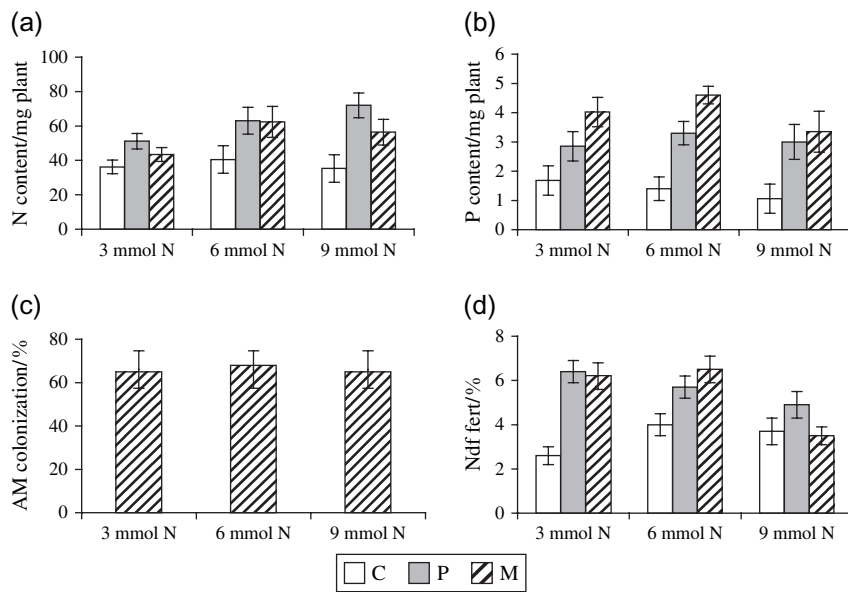 (a)
N content/mg plant
100
80
60
40
20
0
3 mmol N 6 mmol N 9 mmol N
(b)
P content/mg plant
6
5
4
3
2
1
0
3 mmol N 6 mmol N 9 mmol N
(c)
AM colonization/%
80
60
40
20
0
3 mmol N 6 mmol N 9 mmol N
(d)
Ndf fert/%
8
6
4
2
0
3 mmol N 6 mmol N 9 mmol N
C P M